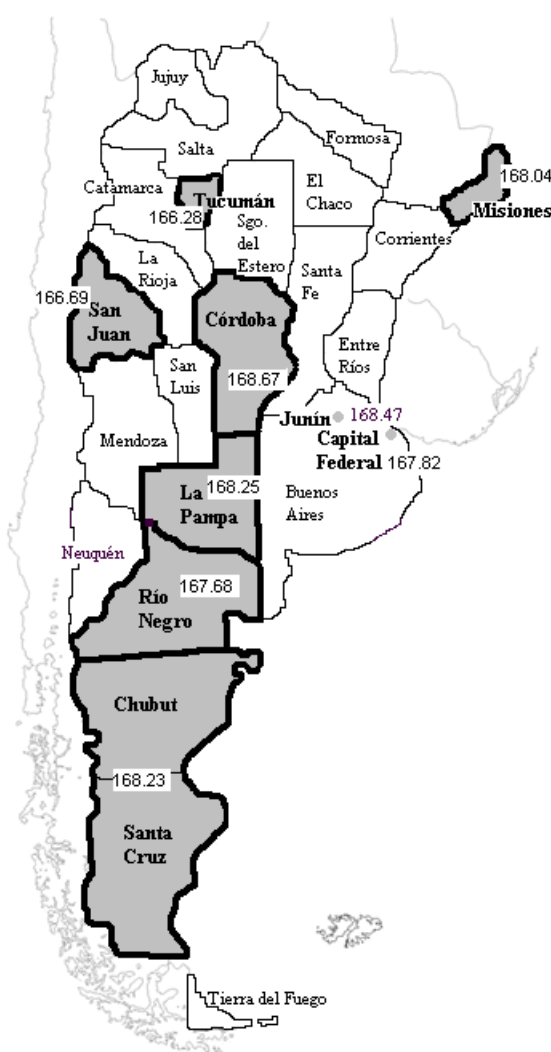 Jujuy
Formosa
Salta
168.04
El
Chaco
Catamarca
Tucumán
Misiones
166.28
Sgo.
del
Estero
Corrientes
La
Rioja
Santa
Fe
166.69
San
Juan
Córdoba
Entre
Ríos
San
Luis
168.67
Junín
168.47
Capital
Federal
167.82
Mendoza
La
Pampa
168.25
Buenos
Aires
Neuquén
167.68
Río
Negro
Chubut
168.23
Santa
Cruz
Tierra del Fuego